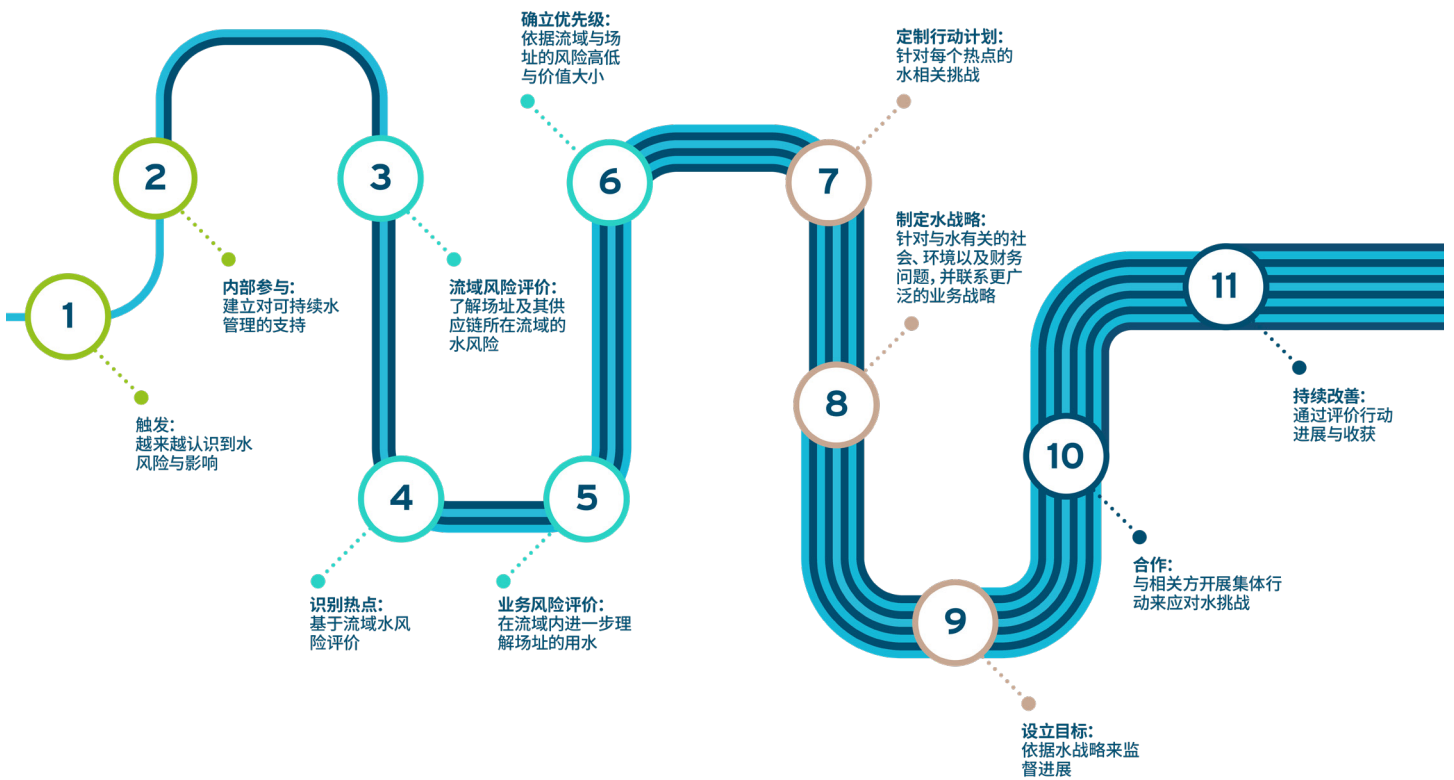 1
触发：
越来越认识到水
风险与影响
2
内部参与：
建立对可持续水
管理的支持
3
流域风险评价：
了解场址及其供
应链所在流域的
水风险
4
识别热点：
基于流域水风
险评价
5
业务风险评价：
在流域内进一步理
解场址的用水
6
确立优先级：
依据流域与场
址的风险高低
与价值大小
7
定制行动计划：
针对每个热点的
水相关挑战
8
制定水战略：
针对与水有关的社
会、环境以及财务
问题，并联系更广
泛的业务战略
9
设立目标：
依据水战略来监
督进展
10
合作：
与相关方开展集体行
动来应对水挑战
11
持续改善：
通过评价行动
进展与收获